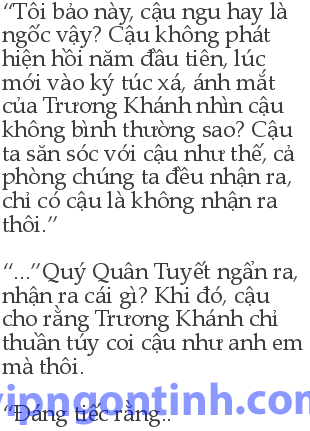 “Tôi bảo này, cậu ngu hay là
ngốc vậy? Cậu không phát
hiện hồi năm đầu tiên, lúc
mới vào ký túc xá, ánh mắt
của Trương Khánh nhìn cậu
không bình thường sao? Cậu
ta săn sóc với cậu như thế, cả
phòng chúng ta đều nhận ra,
chỉ có cậu là không nhận ra
thôi.”
“...”Quý Quân Tuyết ngẩn ra,
nhận ra cái gì? Khi đó, cậu
cho rằng Trương Khánh chỉ
thuần túy coi cậu như anh em
mà thôi.
vipngontinh.com
“Đáng tiếc rằng..